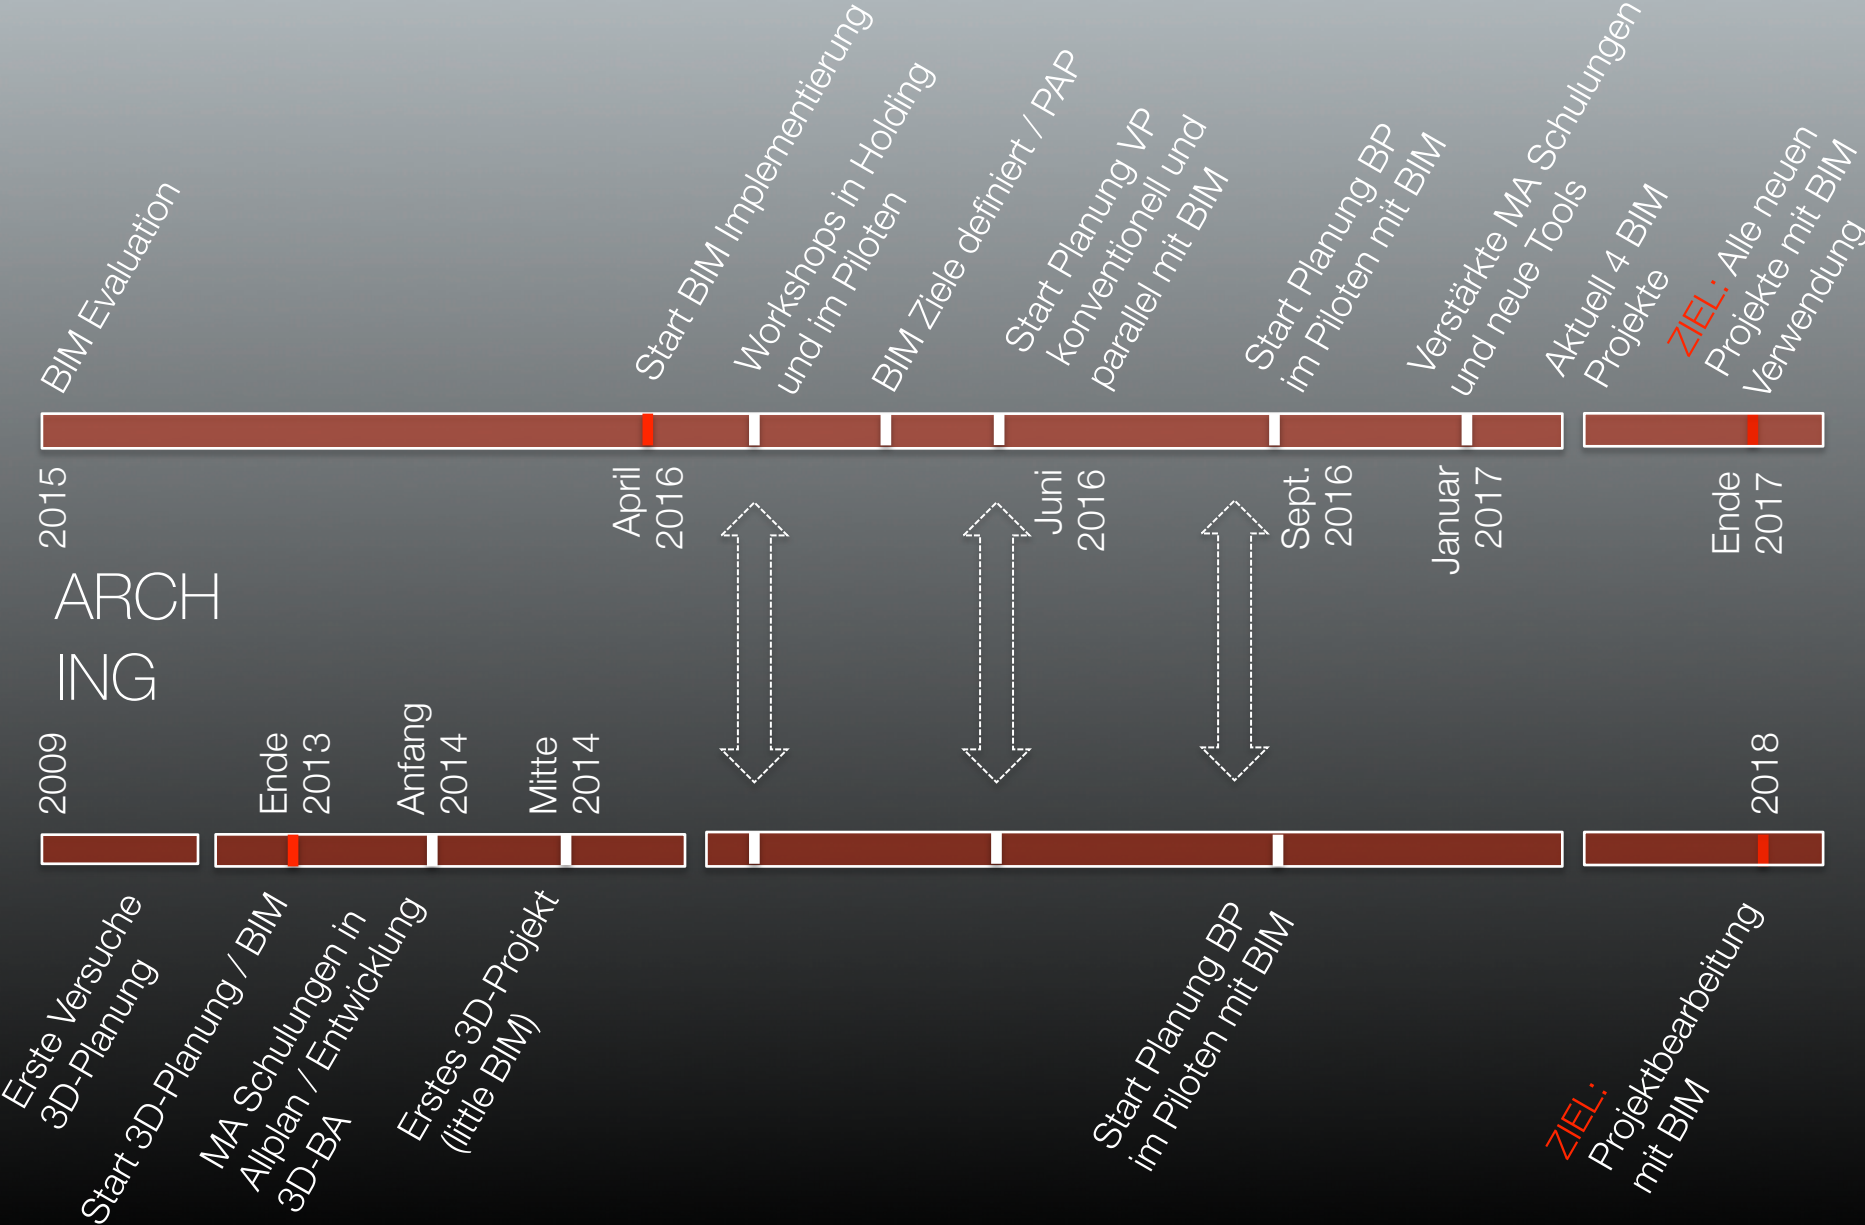 BIM Evaluation
Start BIM Implementierung
Workshops in Holding
und im Piloten
BIM Ziele definiert / PAP
Start Planung VP
konventionell und
parallel mit BIM
Start Planung BP
im Piloten mit BIM
Verstärkte MA Schulungen
und neue Tools
Aktuell 4 BIM
Projekte
ZIEL: Alle neuen
Projekte mit BIM
Verwendung
2015
April
2016
Juni
2016
Sept.
2016
Januar
2017
Ende
2017
ARCH
ING
2009
Ende
2013
Anfang
2014
Mitte
2014
2018
Erste Versuche
3D-Planung
Start 3D-Planung / BIM
MA Schulungen in
Allplan / Entwicklung
3D-BA
Erstes 3D-Projekt
(little BIM)
Start Planung BP
im Piloten mit BIM
ZIEL:
Projektbearbeitung
mit BIM